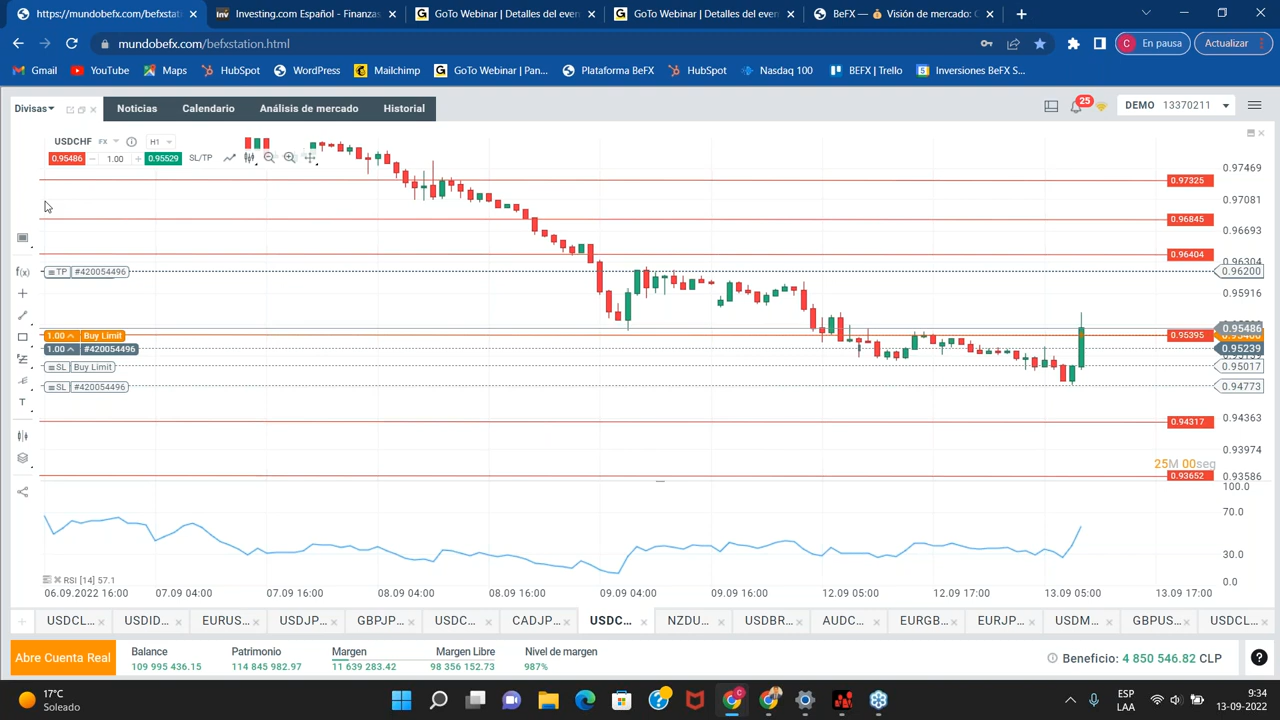 https://mundobefx.com/befxstati
Investing.com Español - Finanzas
GoTo Webinar | Detalles del even
GoTo Webinar | Detalles del even
BeFX — 💰 Visión de mercado: C
mundobefx.com/befxstation.html
C En pausa
Actualizar
Gmail
YouTube
Maps
HubSpot
WordPress
Mailchimp
GoTo Webinar | Pan...
Plataforma BeFX
HubSpot
Nasdaq 100
BEFX | Trello
Inversiones BeFX S...
Divisas
Noticias
Calendario
Análisis de mercado
Historial
25
DEMO 13370211
USDCHF FX H1
0.95486 − 1.00 + 0.95529 SL/TP
0.97469
0.97325
0.97081
0.96845
0.96693
0.96404
0.96304
TP #420054496
0.96200
0.95916
0.95486
1.00 Buy Limit
0.95395
1.00 #420054496
0.95239
SL Buy Limit
0.95017
SL #420054496
0.94773
0.94363
0.94317
0.93974
25M 00seg
0.93652
0.93586
100.0
70.0
30.0
0.0
RSI [14] 57.1
06.09.2022 16:00
07.09 04:00
07.09 16:00
08.09 04:00
08.09 16:00
09.09 04:00
09.09 16:00
12.09 05:00
12.09 17:00
13.09 05:00
13.09 17:00
USDCL...
USDID...
EURUS...
USDJP...
GBPJP...
USDC...
CADJP...
USDC...
NZDU...
USDBR...
AUDC...
EURGB...
EURJP...
USDM...
GBPUS...
USDCL...
Abre Cuenta Real
Balance
109 995 436.15
Patrimonio
114 845 982.97
Margen
11 639 283.42
Margen Libre
98 356 152.73
Nivel de margen
987%
Beneficio: 4 850 546.82 CLP
17°C
Soleado
ESP
LAA
9:34
13-09-2022